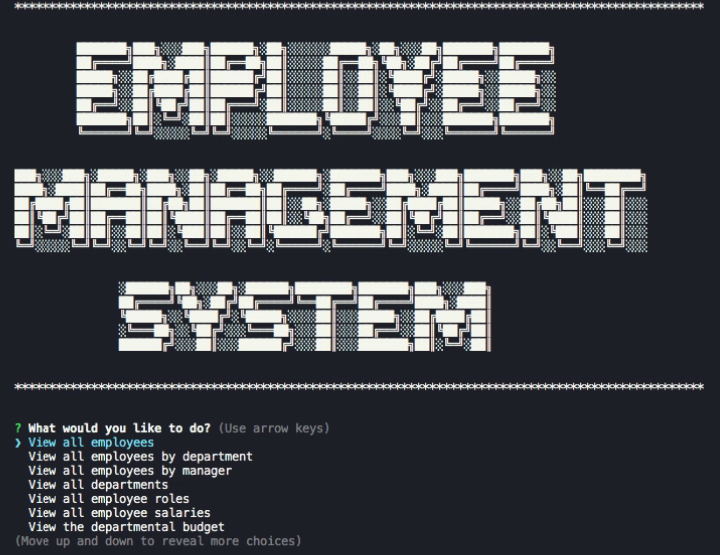 ****************************************************************************************************
EMPLOYEE
MANAGEMENT
SYSTEM
****************************************************************************************************
? What would you like to do? (Use arrow keys)
❯ View all employees
View all employees by department
View all employees by manager
View all departments
View all employee roles
View all employee salaries
View the departmental budget
(Move up and down to reveal more choices)